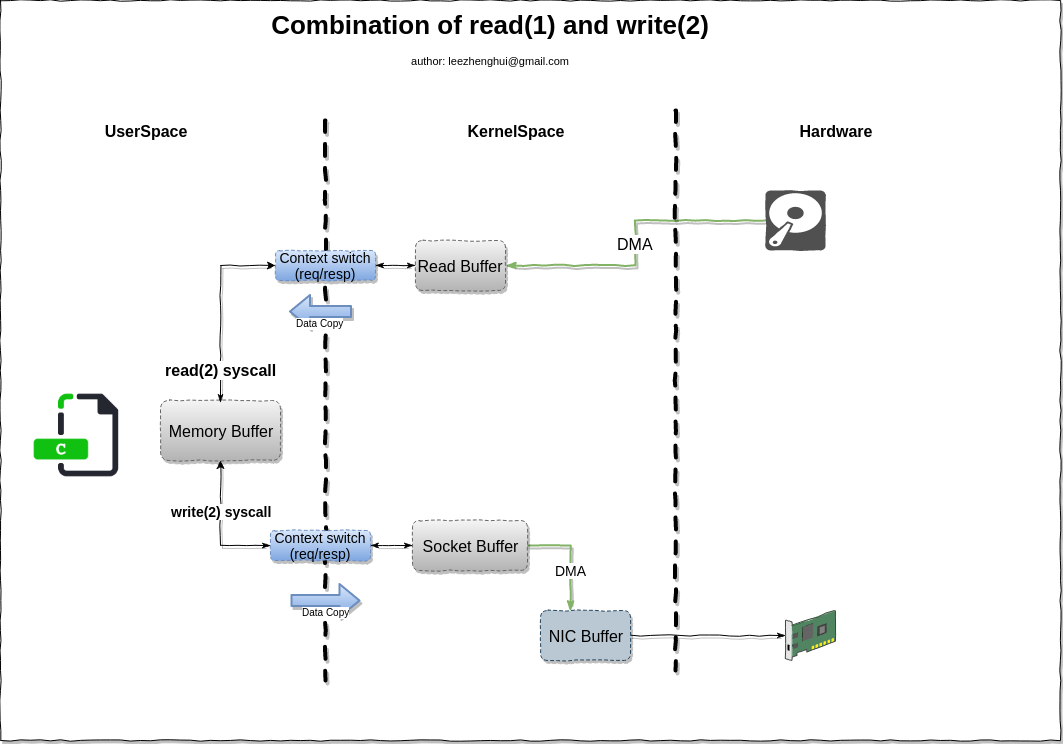 Combination of read(1) and write(2)
author: leezhenghui@gmail.com
UserSpace
KernelSpace
Hardware
DMA
Context switch
(req/resp)
Read Buffer
Data Copy
read(2) syscall
Memory Buffer
C
write(2) syscall
Context switch
(req/resp)
Socket Buffer
DMA
Data Copy
NIC Buffer